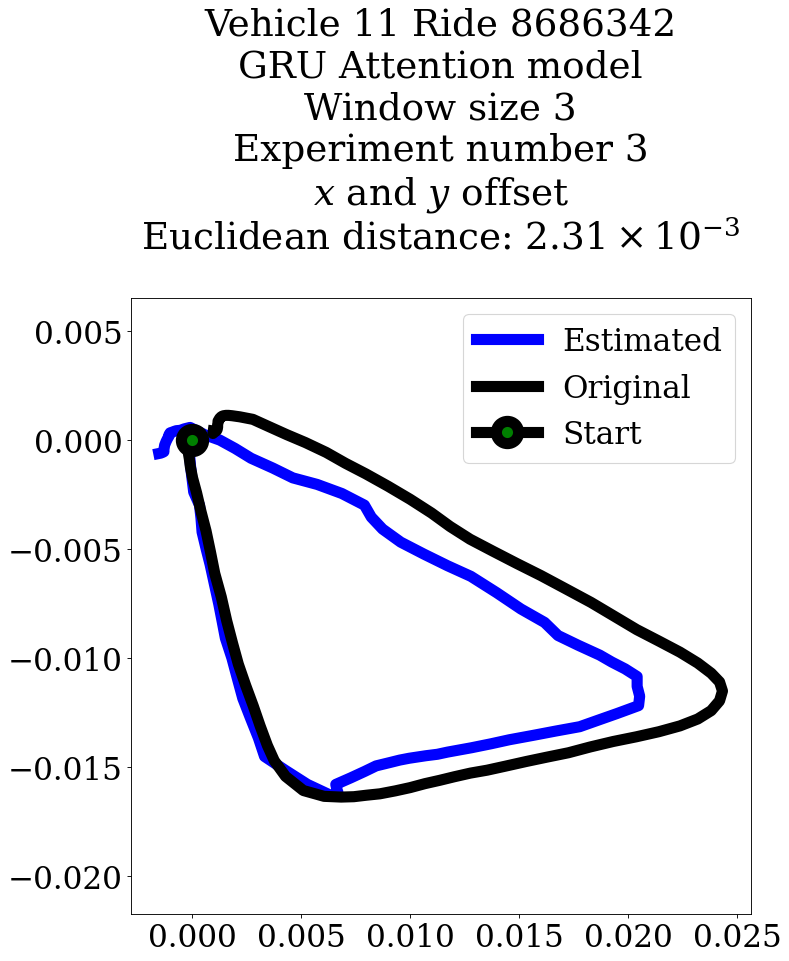 Vehicle 11 Ride 8686342
GRU Attention model
Window size 3
Experiment number 3
x and y offset
Euclidean distance: 2.31 × 10⁻³
Estimated
Original
Start
0.005
0.000
−0.005
−0.010
−0.015
−0.020
0.000 0.005 0.010 0.015 0.020 0.025